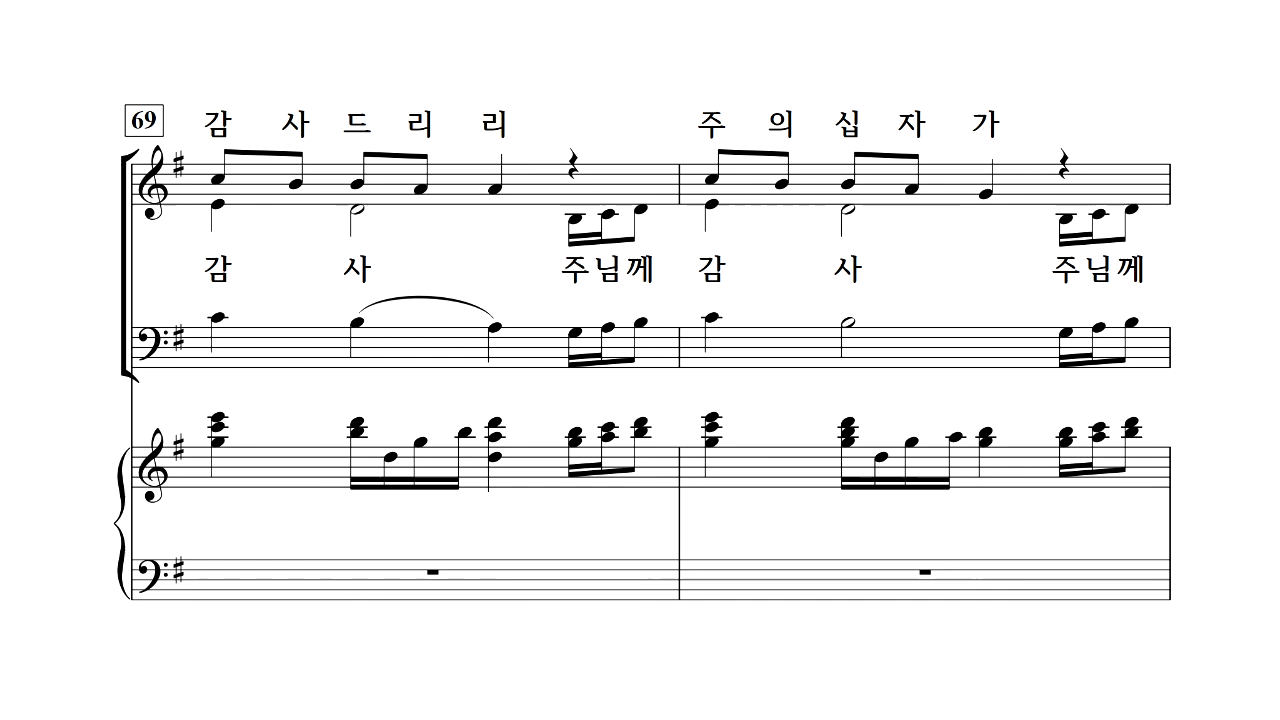 69
감 사 드 리 리 주 의 십 자 가
감 사 주 님 께 감 사 주 님 께